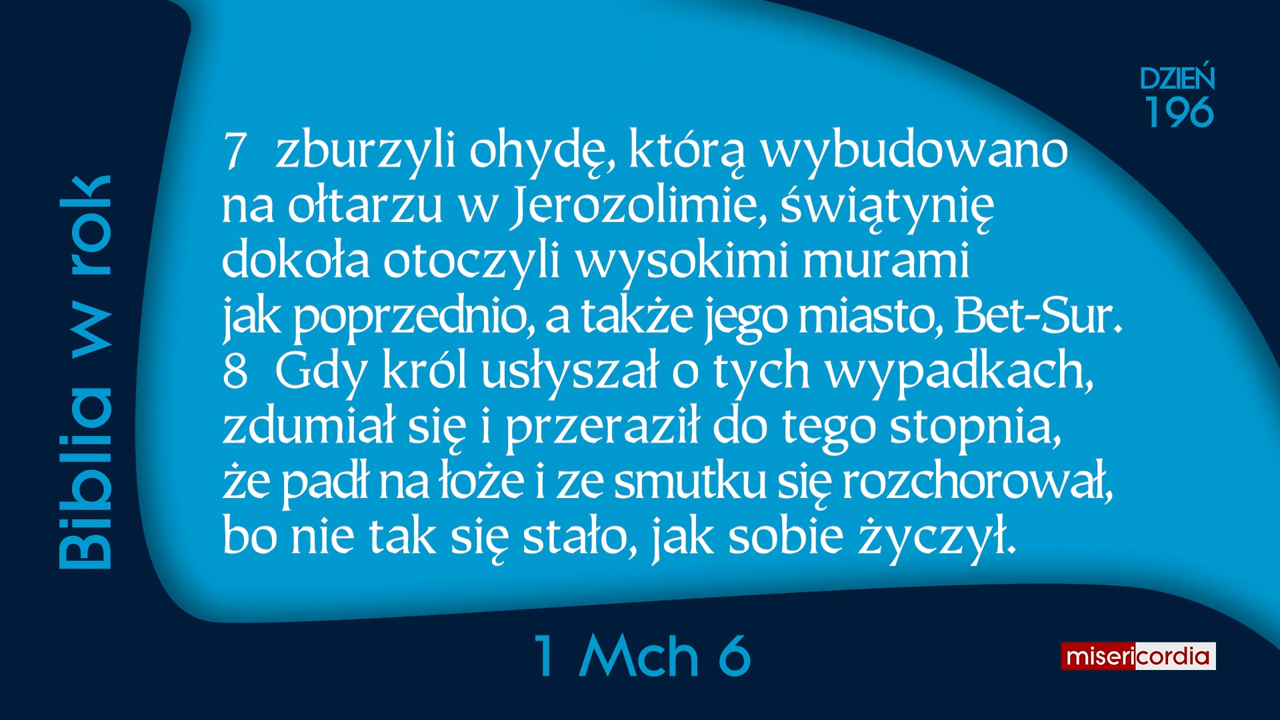 DZIEŃ
196
7 zburzyli ohydę, którą wybudowano
na ołtarzu w Jerozolimie, świątynię
dokoła otoczyli wysokimi murami
jak poprzednio, a także jego miasto, Bet-Sur.
8 Gdy król usłyszał o tych wypadkach,
zdumiał się i przeraził do tego stopnia,
że padł na łoże i ze smutku się rozchorował,
bo nie tak się stało, jak sobie życzył.
Biblia w rok
1 Mch 6
misericordia